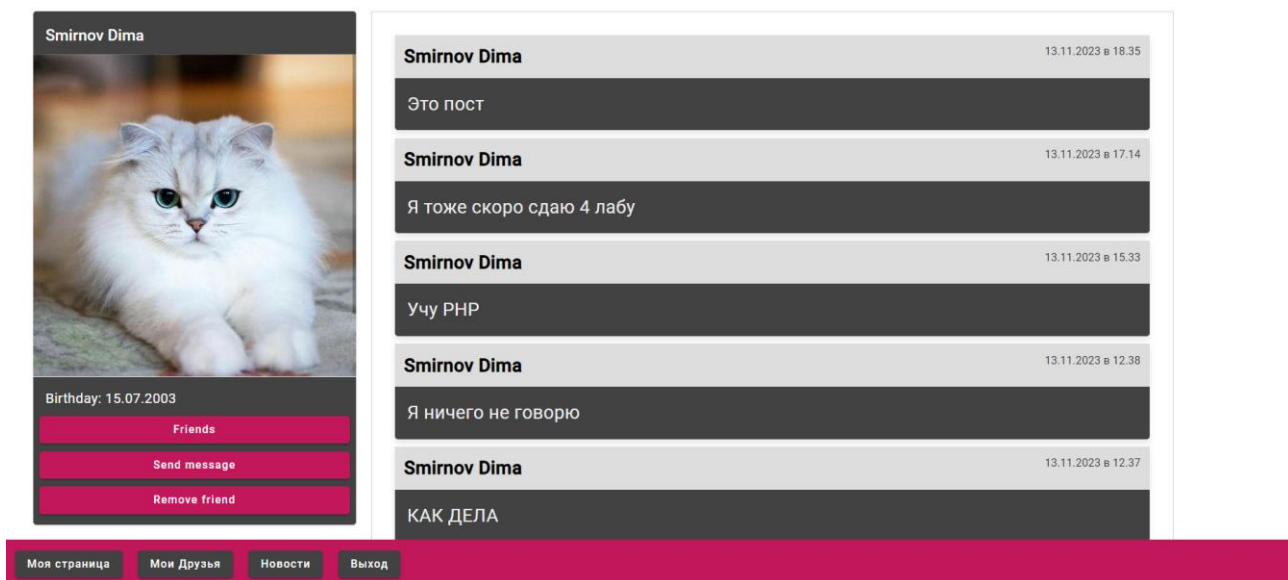 Smirnov Dima
Birthday: 15.07.2003
Friends
Send message
Remove friend
Smirnov Dima 13.11.2023 в 18.35
Это пост
Smirnov Dima 13.11.2023 в 17.14
Я тоже скоро сдаю 4 лабу
Smirnov Dima 13.11.2023 в 15.33
Учу PHP
Smirnov Dima 13.11.2023 в 12.38
Я ничего не говорю
Smirnov Dima 13.11.2023 в 12.37
КАК ДЕЛА
Моя страница Мои Друзья Новости Выход